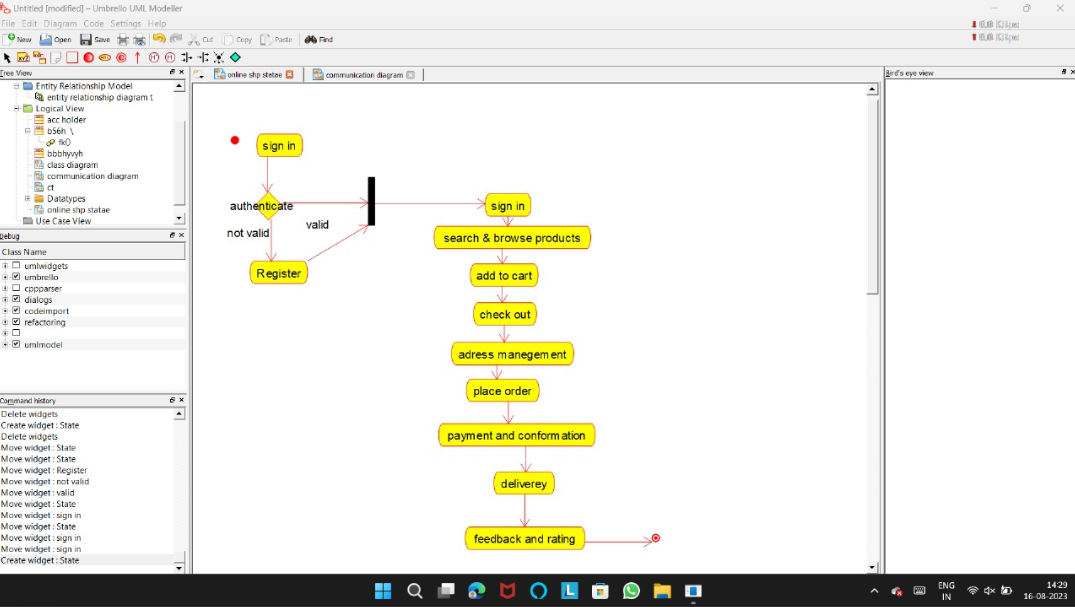 Untitled [modified] – Umbrello UML Modeller
File Edit Diagram Code Settings Help
New Open Save Cut Copy Paste Find
Tree View
online shp statae
communication diagram
Bird's eye view
Entity Relationship Model
entity relationship diagram t
Logical View
acc holder
b56h \
fk()
bbbhyvyh
class diagram
communication diagram
ct
Datatypes
online shp statae
Use Case View
Debug
Class Name
umlwidgets
umbrello
cppparser
dialogs
codeimport
refactoring
umlmodel
Command history
Delete widgets
Create widget : State
Delete widgets
Move widget : State
Move widget : State
Move widget : Register
Move widget : not valid
Move widget : valid
Move widget : State
Move widget : sign in
Move widget : State
Move widget : sign in
Move widget : sign in
Create widget : State
sign in
authenticate
not valid
valid
Register
sign in
search & browse products
add to cart
check out
adress manegement
place order
payment and conformation
deliverey
feedback and rating
ENG
IN
14:29
16-08-2023